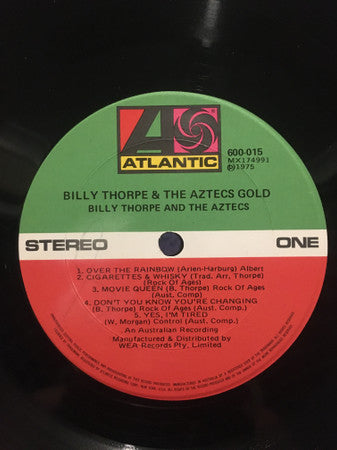 ATLANTIC
600-015
MX174991
℗1975
BILLY THORPE & THE AZTECS GOLD
BILLY THORPE AND THE AZTECS
STEREO
ONE
1. OVER THE RAINBOW (Arlen-Harburg) Albert
2. CIGARETTES & WHISKY (Trad. Arr. Thorpe)
(Rock Of Ages)
3. MOVIE QUEEN (B. Thorpe) Rock Of Ages
(Aust. Comp.)
4. DON'T YOU KNOW YOU'RE CHANGING
(B. Thorpe) Rock Of Ages (Aust. Comp.)
5. YES, I'M TIRED
(W. Morgan) Control (Aust. Comp.)
An Australian Recording
Manufactured & Distributed by
WEA Records Pty. Limited